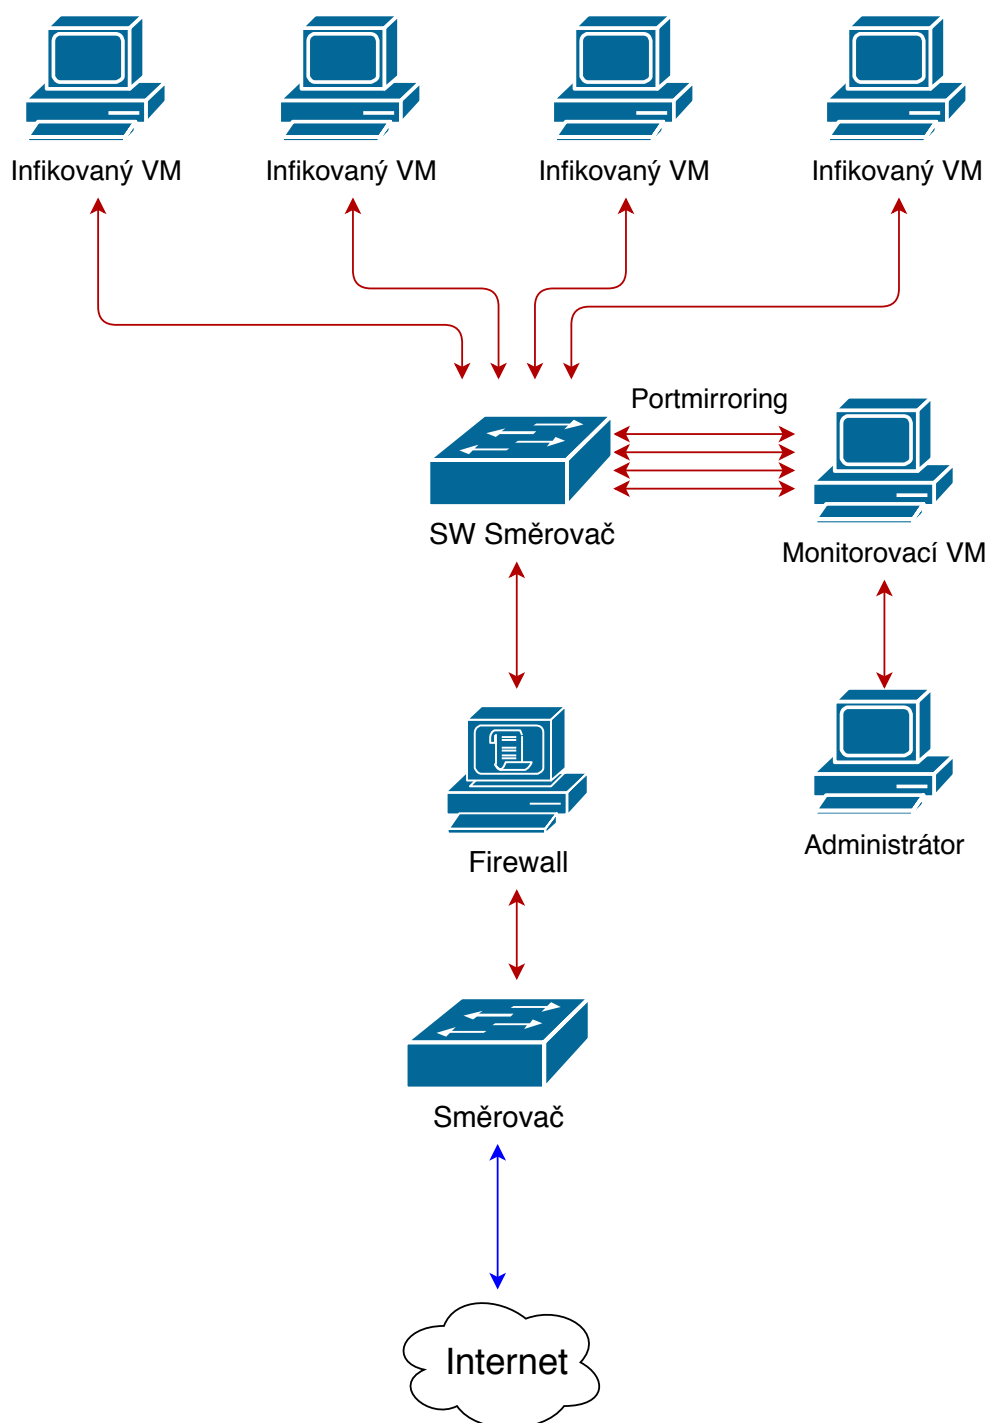 Infikovaný VM
Infikovaný VM
Infikovaný VM
Infikovaný VM
Portmirroring
SW Směrovač
Monitorovací VM
Firewall
Administrátor
Směrovač
Internet